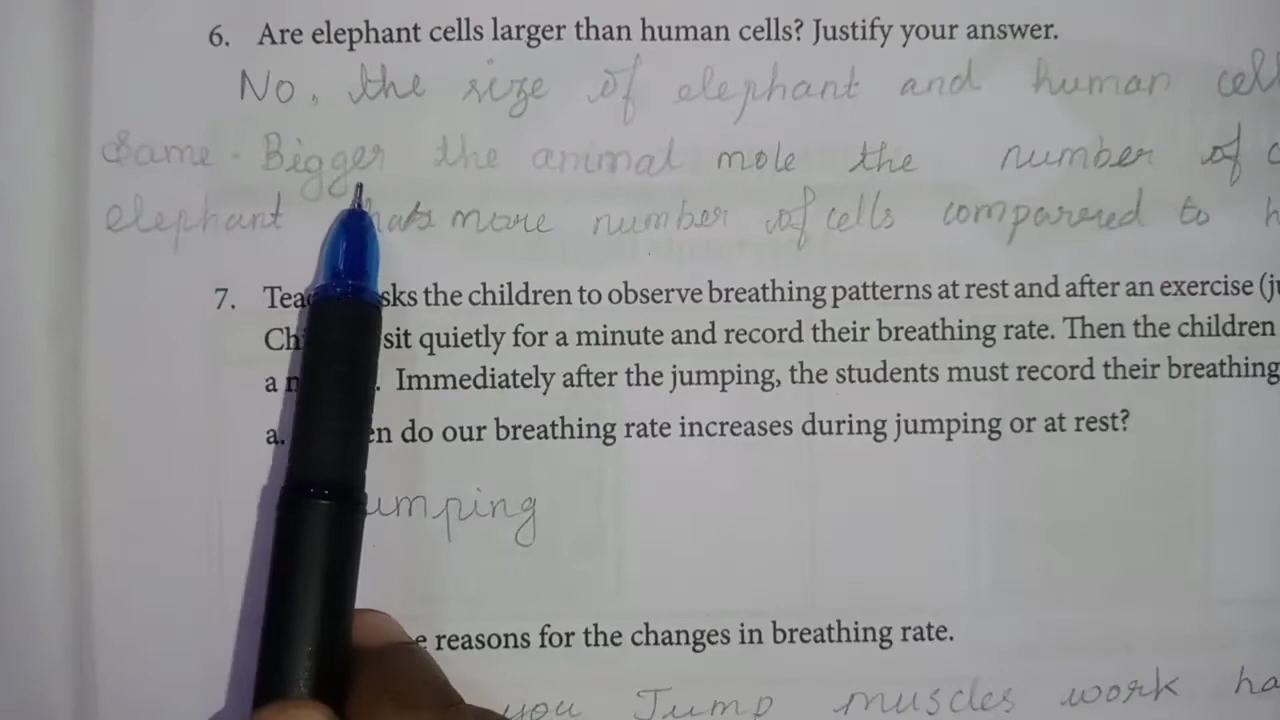 6. Are elephant cells larger than human cells? Justify your answer.
No, the size of elephant and human cell
Same. Bigger the animal mole the number of
elephant has more number of cells comparered to h
7. Tea sks the children to observe breathing patterns at rest and after an exercise (ju
Ch sit quietly for a minute and record their breathing rate. Then the children
a m . Immediately after the jumping, the students must record their breathing
a. en do our breathing rate increases during jumping or at rest?
umping
e reasons for the changes in breathing rate.
you Jump muscles work ha